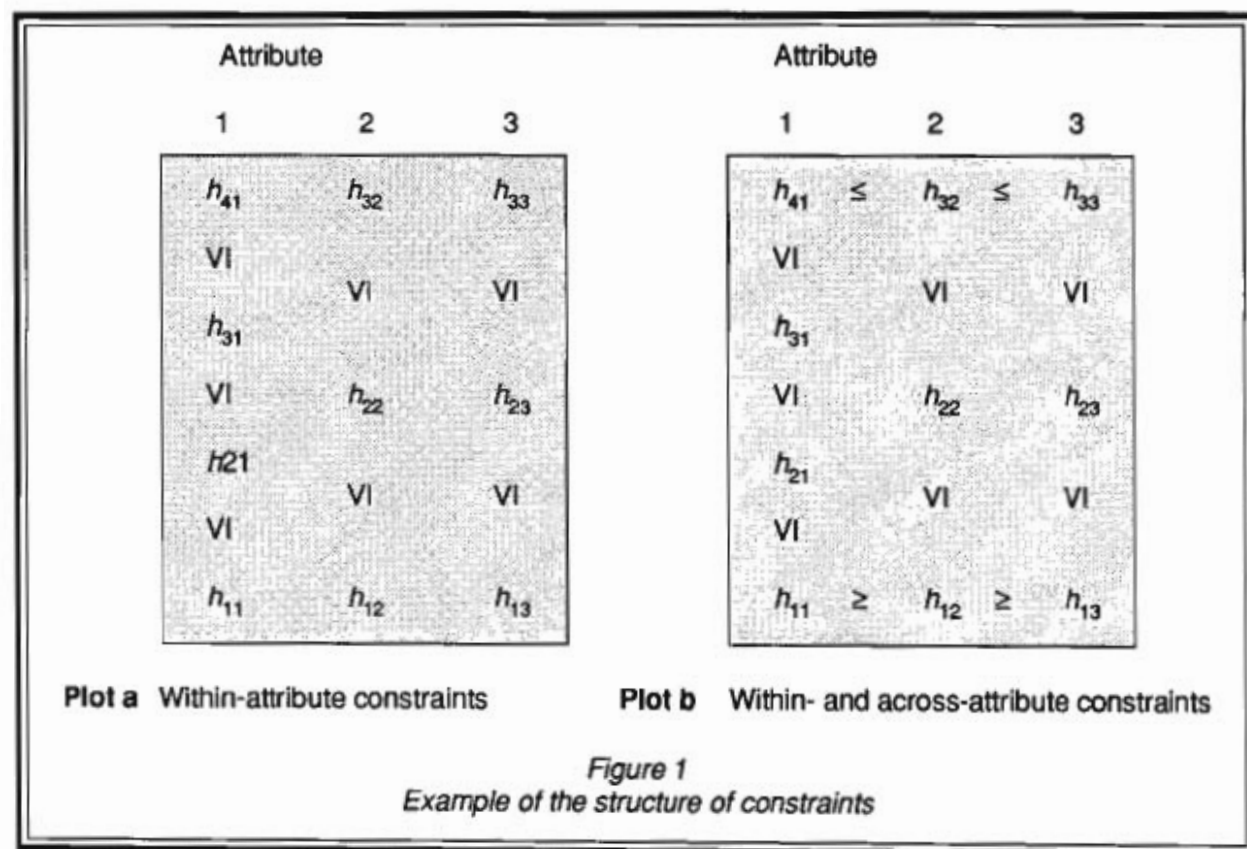 Attribute Attribute
1 2 3 1 2 3
h41 h32 h33 h41 ≤ h32 ≤ h33
VI VI
VI VI VI VI
h31 h31
VI h22 h23 VI h22 h23
h21 h21
VI VI VI VI
VI VI
h11 h12 h13 h11 ≥ h12 ≥ h13
Plot a Within-attribute constraints Plot b Within- and across-attribute constraints
Figure 1
Example of the structure of constraints